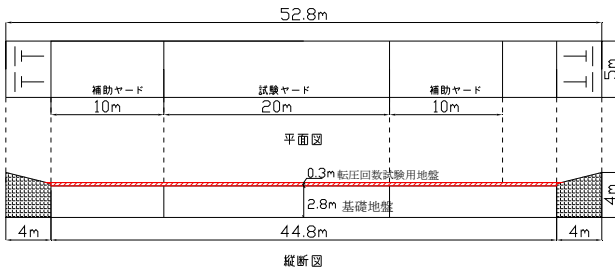 52.8m
5m
補助ヤード
試験ヤード
補助ヤード
10m
20m
10m
平面図
0.3m 転圧回数試験用地盤
2.8m 基礎地盤
4m
4m
44.8m
4m
縦断図